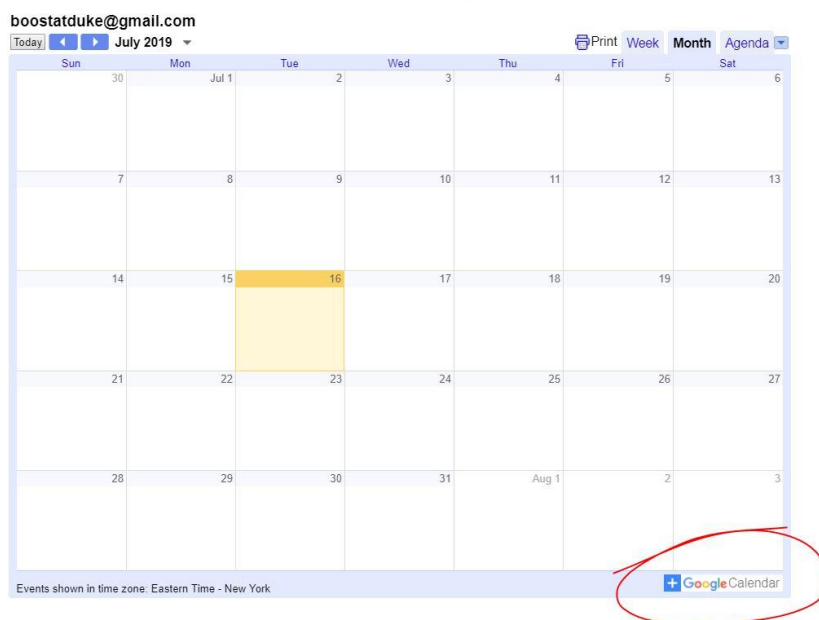 boostatduke@gmail.com
Today July 2019 Print Week Month Agenda
Sun Mon Tue Wed Thu Fri Sat
30 Jul 1 2 3 4 5 6
7 8 9 10 11 12 13
14 15 16 17 18 19 20
21 22 23 24 25 26 27
28 29 30 31 Aug 1 2 3
Events shown in time zone: Eastern Time - New York + Google Calendar